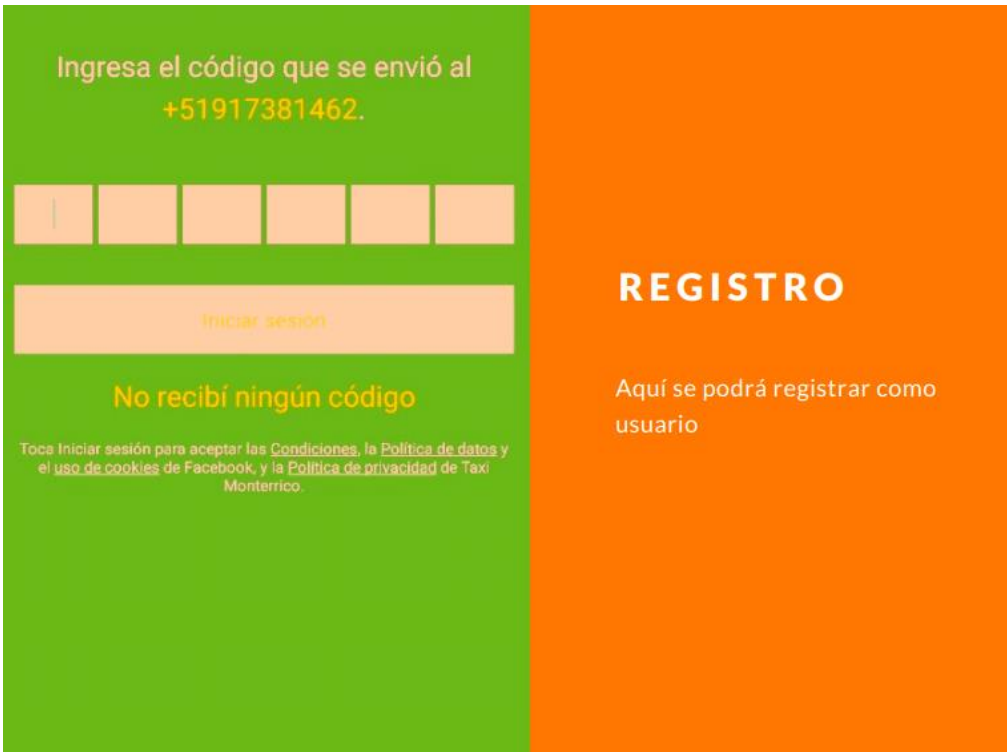 Ingresa el código que se envió al
+51917381462.
Iniciar sesión
No recibí ningún código
Toca Iniciar sesión para aceptar las Condiciones, la Política de datos y
el uso de cookies de Facebook, y la Política de privacidad de Taxi
Monterrico.
REGISTRO
Aquí se podrá registrar como
usuario